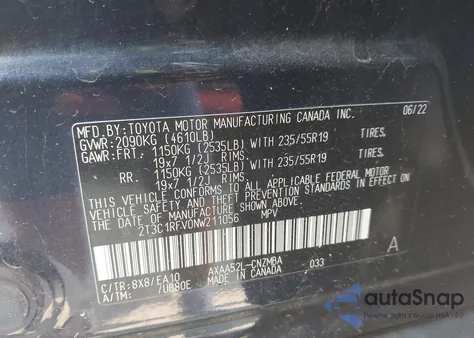 MFD.BY:TOYOTA MOTOR MANUFACTURING CANADA INC. 06/22
GVWR:2090KG (4610LB)
GAWR:FRT. 1150KG (2535LB) WITH 235/55R19 TIRES.
19x7 1/2J RIMS.
RR. 1150KG (2535LB) WITH 235/55R19 TIRES.
19x7 1/2J RIMS.
THIS VEHICLE CONFORMS TO ALL APPLICABLE FEDERAL MOTOR
VEHICLE SAFETY AND THEFT PREVENTION STANDARDS IN EFFECT
ON THE DATE OF MANUFACTURE SHOWN ABOVE.
2T3C1RFV0NW211056 MPV
A
C/TR:8X8/EA10 AXAA52L-CNZMBA 033
A/TM: /UB80E MADE IN CANADA
autoSnap